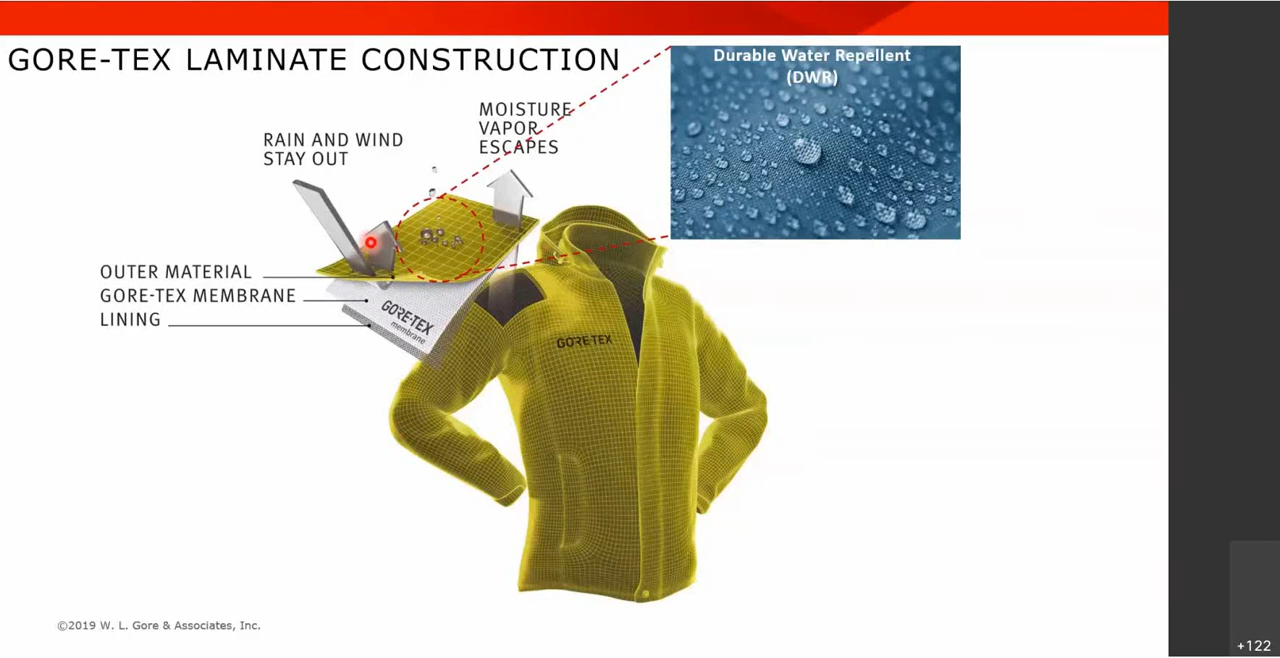 GORE-TEX LAMINATE CONSTRUCTION
Durable Water Repellent
(DWR)
MOISTURE
VAPOR
ESCAPES
RAIN AND WIND
STAY OUT
OUTER MATERIAL
GORE-TEX MEMBRANE
LINING
GORE-TEX
membrane
GORE-TEX
©2019 W. L. Gore & Associates, Inc.
+122